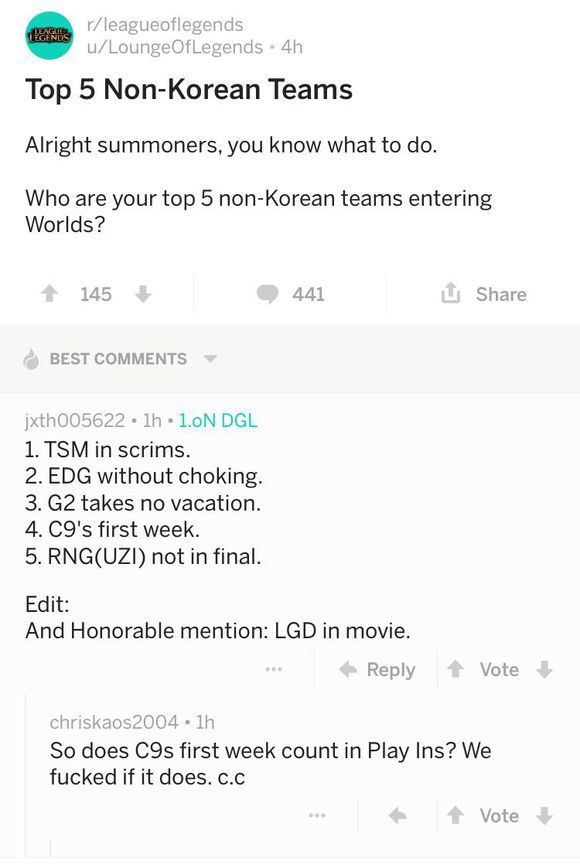 LEAGUE
LEGENDS
r/leagueoflegends
u/LoungeOfLegends • 4h
Top 5 Non-Korean Teams
Alright summoners, you know what to do.
Who are your top 5 non-Korean teams entering
Worlds?
145
441
Share
BEST COMMENTS
jxth005622 • 1h • 1.oN DGL
1. TSM in scrims.
2. EDG without choking.
3. G2 takes no vacation.
4. C9's first week.
5. RNG(UZI) not in final.
Edit:
And Honorable mention: LGD in movie.
Reply
Vote
chriskaos2004 • 1h
So does C9s first week count in Play Ins? We
fucked if it does. c.c
Vote